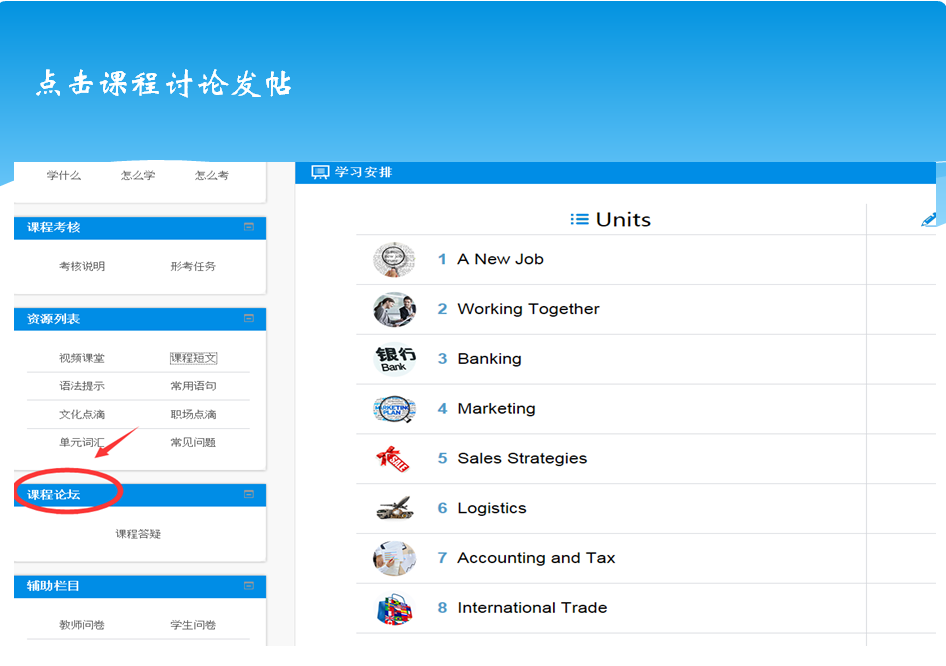 点击课程讨论发帖
学什么 怎么学 怎么考
课程考核
考核说明 形考任务
资源列表
视频课堂 课程短文
语法提示 常用语句
文化点滴 职场点滴
单元词汇 常见问题
课程论坛
课程答疑
辅助栏目
教师问卷 学生问卷
学习安排
Units
1 A New Job
2 Working Together
银行
Bank
3 Banking
MARKETING
PLAN
4 Marketing
SALE
5 Sales Strategies
6 Logistics
7 Accounting and Tax
8 International Trade